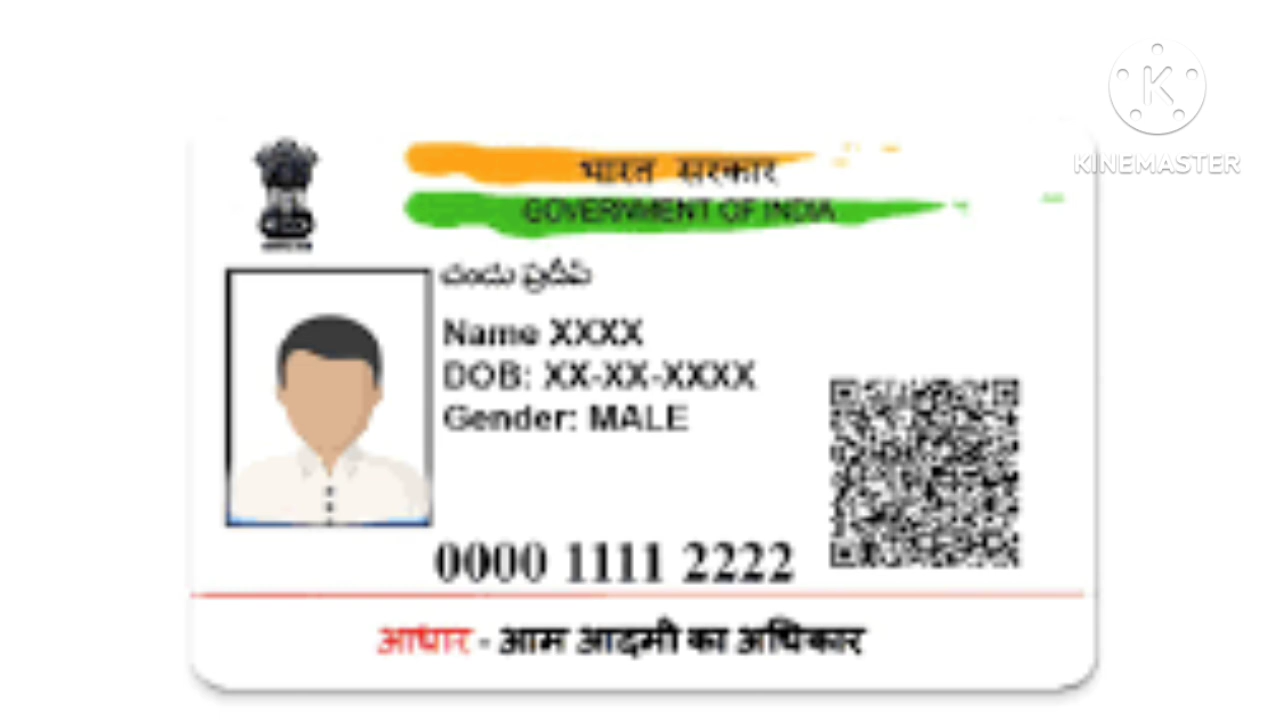 भारत सरकार
GOVERNMENT OF INDIA
చందు ప్రదీప్
Name XXXX
DOB: XX-XX-XXXX
Gender: MALE
0000 1111 2222
आधार - आम आदमी का अधिकार
K
KINEMASTER